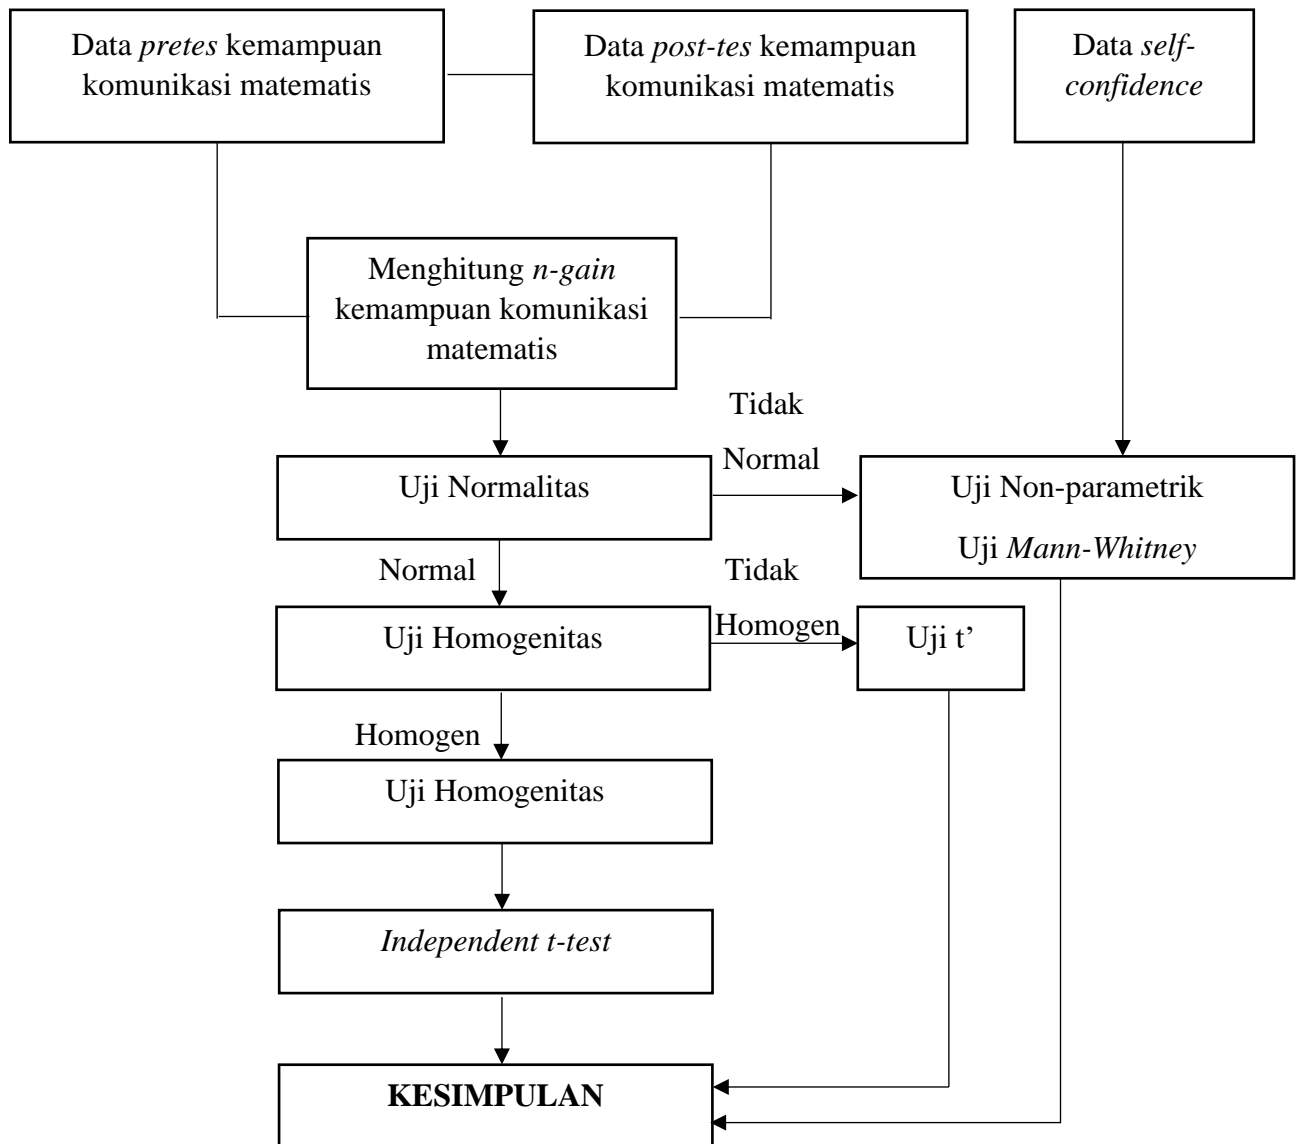 Data pretes kemampuan
komunikasi matematis
Data post-tes kemampuan
komunikasi matematis
Data self-
confidence
Menghitung n-gain
kemampuan komunikasi
matematis
Tidak
Normal
Uji Normalitas
Uji Non-parametrik
Uji Mann-Whitney
Normal
Tidak
Homogen
Uji Homogenitas
Uji t’
Homogen
Uji Homogenitas
Independent t-test
KESIMPULAN